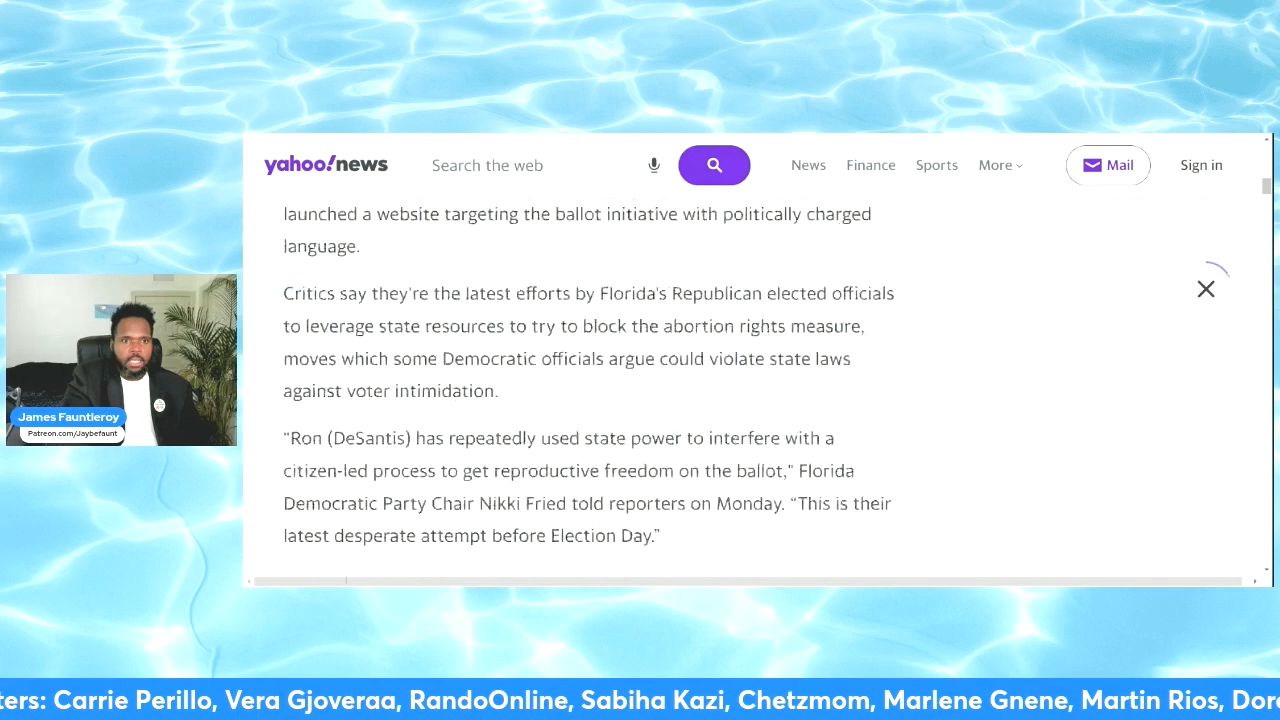 yahoo!news
Search the web
News
Finance
Sports
More
Mail
Sign in
launched a website targeting the ballot initiative with politically charged
language.
Critics say they're the latest efforts by Florida's Republican elected officials
to leverage state resources to try to block the abortion rights measure,
moves which some Democratic officials argue could violate state laws
against voter intimidation.
“Ron (DeSantis) has repeatedly used state power to interfere with a
citizen-led process to get reproductive freedom on the ballot,” Florida
Democratic Party Chair Nikki Fried told reporters on Monday. “This is their
latest desperate attempt before Election Day.”
James Fauntleroy
Patreon.com/Jaybefaunt
ters: Carrie Perillo, Vera Gjoveraa, RandoOnline, Sabiha Kazi, Chetzmom, Marlene Gnene, Martin Rios, Dor